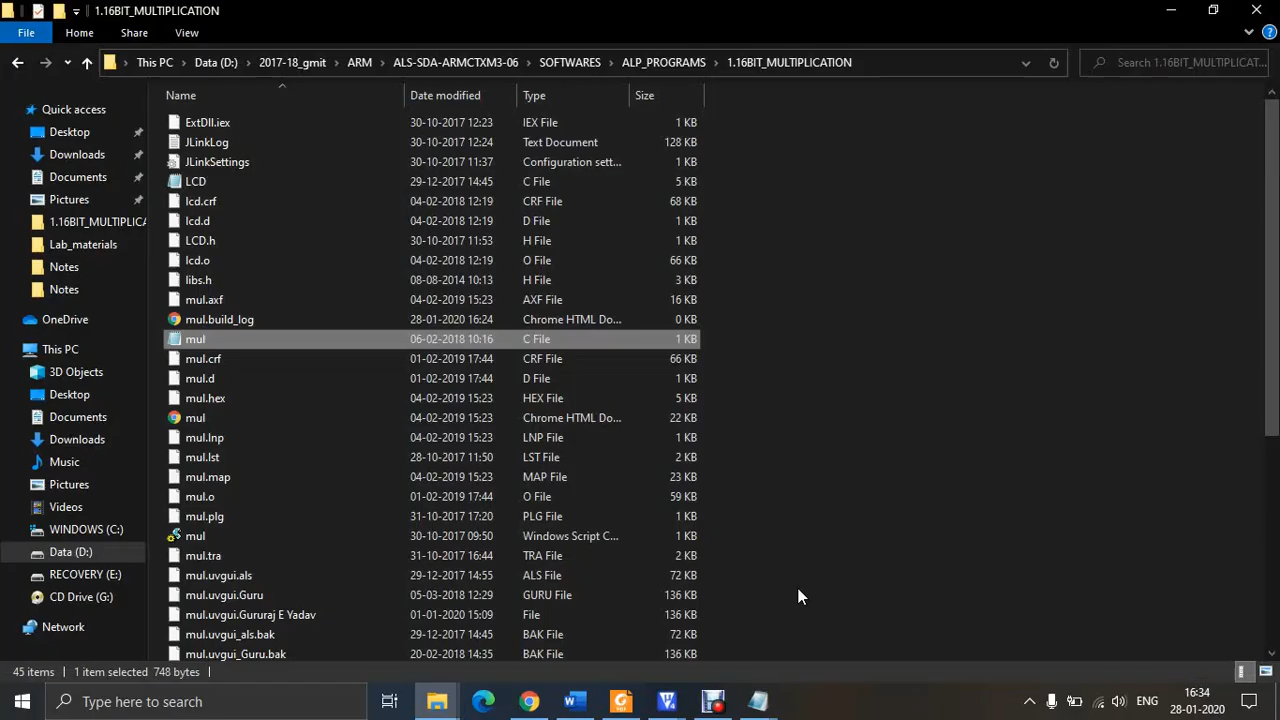 1.16BIT_MULTIPLICATION
File Home Share View
This PC Data (D:) 2017-18_gmit ARM ALS-SDA-ARMCTXM3-06 SOFTWARES ALP_PROGRAMS 1.16BIT_MULTIPLICATION Search 1.16BIT_MULTIPLICAT...
Quick access
Desktop
Downloads
Documents
Pictures
1.16BIT_MULTIPLICA
Lab_materials
Notes
Notes
OneDrive
This PC
3D Objects
Desktop
Documents
Downloads
Music
Pictures
Videos
WINDOWS (C:)
Data (D:)
RECOVERY (E:)
CD Drive (G:)
Network
Name Date modified Type Size
ExtDll.iex 30-10-2017 12:23 IEX File 1 KB
JLinkLog 30-10-2017 12:24 Text Document 128 KB
JLinkSettings 30-10-2017 11:37 Configuration sett... 1 KB
LCD 29-12-2017 14:45 C File 5 KB
lcd.crf 04-02-2018 12:19 CRF File 68 KB
lcd.d 04-02-2018 12:19 D File 1 KB
LCD.h 30-10-2017 11:53 H File 1 KB
lcd.o 04-02-2018 12:19 O File 66 KB
libs.h 08-08-2014 10:13 H File 3 KB
mul.axf 04-02-2019 15:23 AXF File 16 KB
mul.build_log 28-01-2020 16:24 Chrome HTML Do... 0 KB
mul 06-02-2018 10:16 C File 1 KB
mul.crf 01-02-2019 17:44 CRF File 66 KB
mul.d 01-02-2019 17:44 D File 1 KB
mul.hex 04-02-2019 15:23 HEX File 5 KB
mul 04-02-2019 15:23 Chrome HTML Do... 22 KB
mul.lnp 04-02-2019 15:23 LNP File 1 KB
mul.lst 28-10-2017 11:50 LST File 2 KB
mul.map 04-02-2019 15:23 MAP File 23 KB
mul.o 01-02-2019 17:44 O File 59 KB
mul.plg 31-10-2017 17:20 PLG File 1 KB
mul 30-10-2017 09:50 Windows Script C... 1 KB
mul.tra 31-10-2017 16:44 TRA File 2 KB
mul.uvgui.als 29-12-2017 14:55 ALS File 72 KB
mul.uvgui.Guru 05-03-2018 12:29 GURU File 136 KB
mul.uvgui.Gururaj E Yadav 01-01-2020 15:09 File 136 KB
mul.uvgui_als.bak 29-12-2017 14:45 BAK File 72 KB
mul.uvgui_Guru.bak 20-02-2018 14:35 BAK File 136 KB
45 items 1 item selected 748 bytes
Type here to search
ENG
16:34
28-01-2020